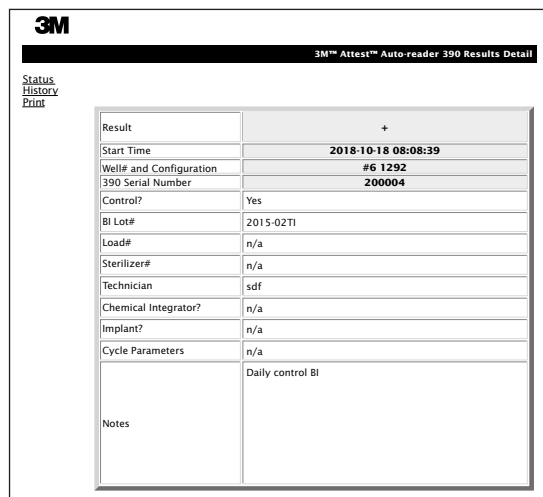 3M
3M™ Attest™ Auto-reader 390 Results Detail
Status
History
Print
Result +
Start Time 2018-10-18 08:08:39
Well# and Configuration #6 1292
390 Serial Number 200004
Control? Yes
BI Lot# 2015-02TI
Load# n/a
Sterilizer# n/a
Technician sdf
Chemical Integrator? n/a
Implant? n/a
Cycle Parameters n/a
Daily control BI
Notes